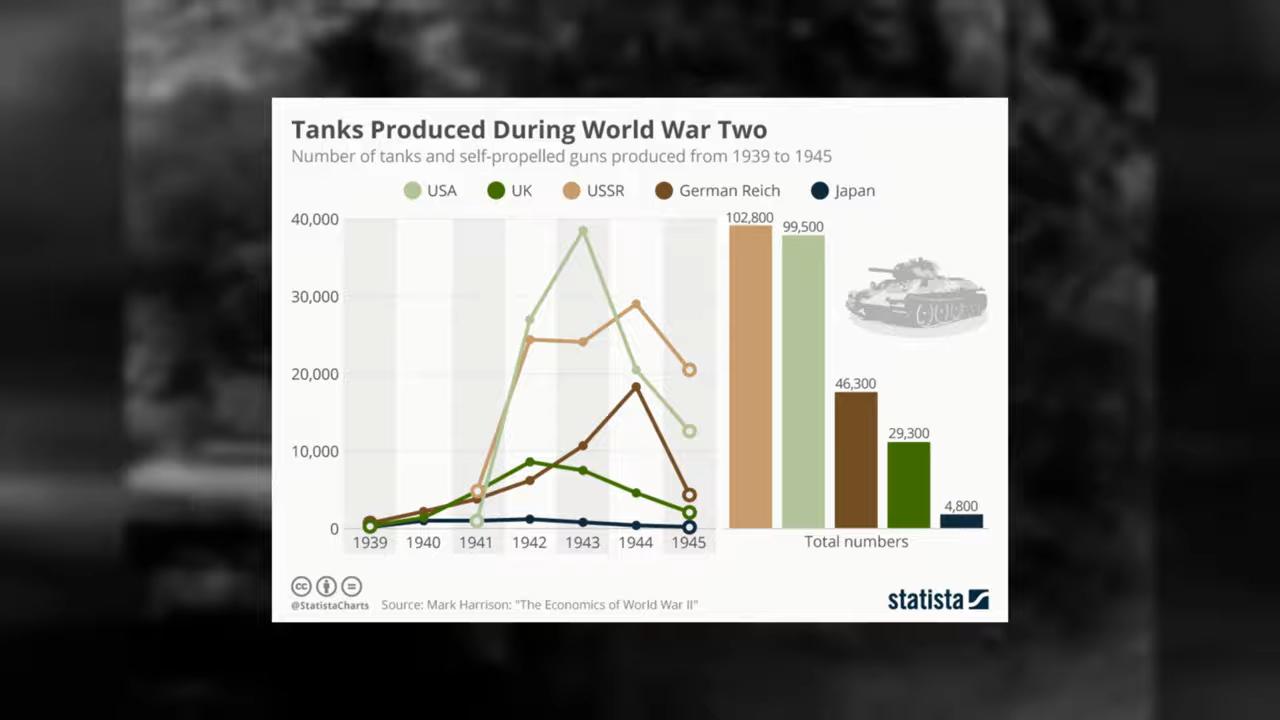 Tanks Produced During World War Two
Number of tanks and self-propelled guns produced from 1939 to 1945
USA UK USSR German Reich Japan
40,000
30,000
20,000
10,000
0
1939 1940 1941 1942 1943 1944 1945
102,800
99,500
46,300
29,300
4,800
Total numbers
cc
@StatistaCharts Source: Mark Harrison: "The Economics of World War II"
statista